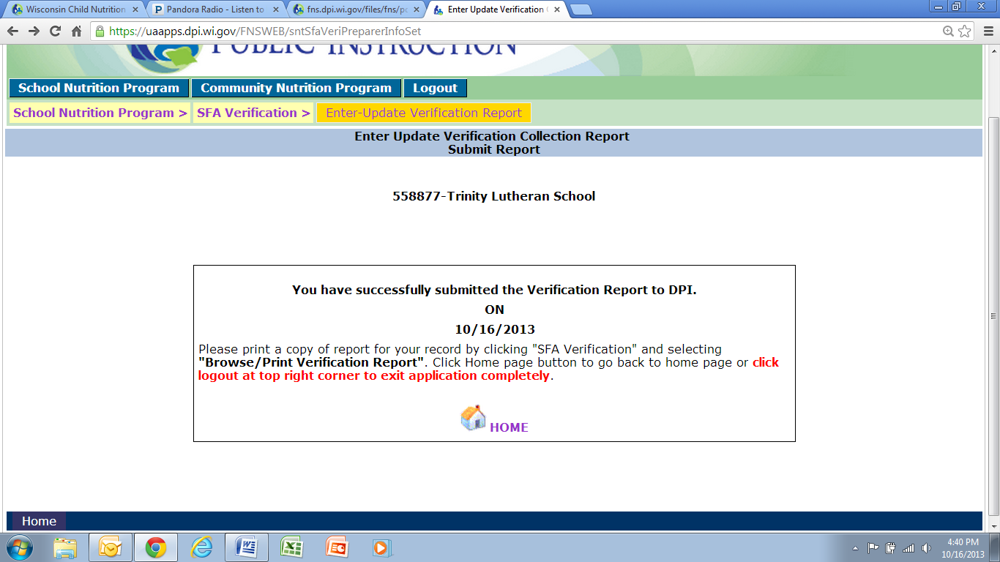 Wisconsin Child Nutrition
Pandora Radio - Listen to
fns.dpi.wi.gov/files/fns/po
Enter Update Verification C
https://uaapps.dpi.wi.gov/FNSWEB/sntSfaVeriPreparerInfoSet
PUBLIC INSTRUCTION
School Nutrition Program
Community Nutrition Program
Logout
School Nutrition Program >
SFA Verification >
Enter-Update Verification Report
Enter Update Verification Collection Report
Submit Report
558877-Trinity Lutheran School
You have successfully submitted the Verification Report to DPI.
ON
10/16/2013
Please print a copy of report for your record by clicking "SFA Verification" and selecting
"Browse/Print Verification Report". Click Home page button to go back to home page or click
logout at top right corner to exit application completely.
HOME
Home
4:40 PM
10/16/2013